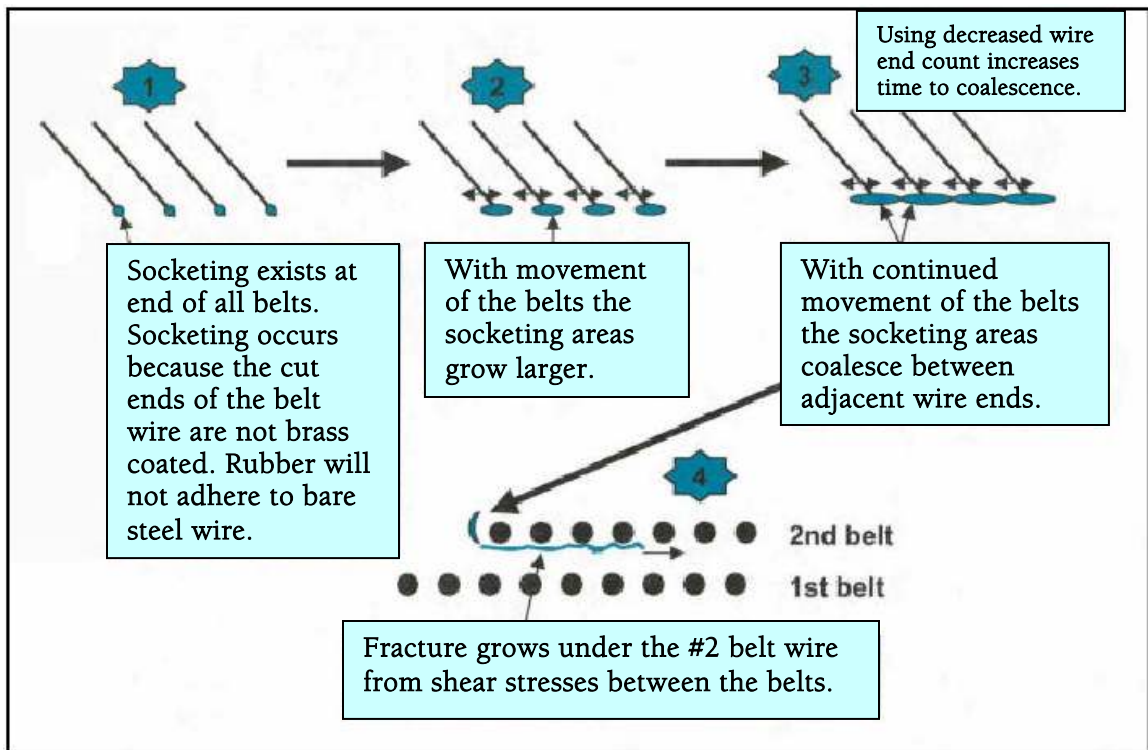 1
2
3
Using decreased wire
end count increases
time to coalescence.
Socketing exists at
end of all belts.
Socketing occurs
because the cut
ends of the belt
wire are not brass
coated. Rubber will
not adhere to bare
steel wire.
With movement
of the belts the
socketing areas
grow larger.
With continued
movement of the belts
the socketing areas
coalesce between
adjacent wire ends.
4
2nd belt
1st belt
Fracture grows under the #2 belt wire
from shear stresses between the belts.